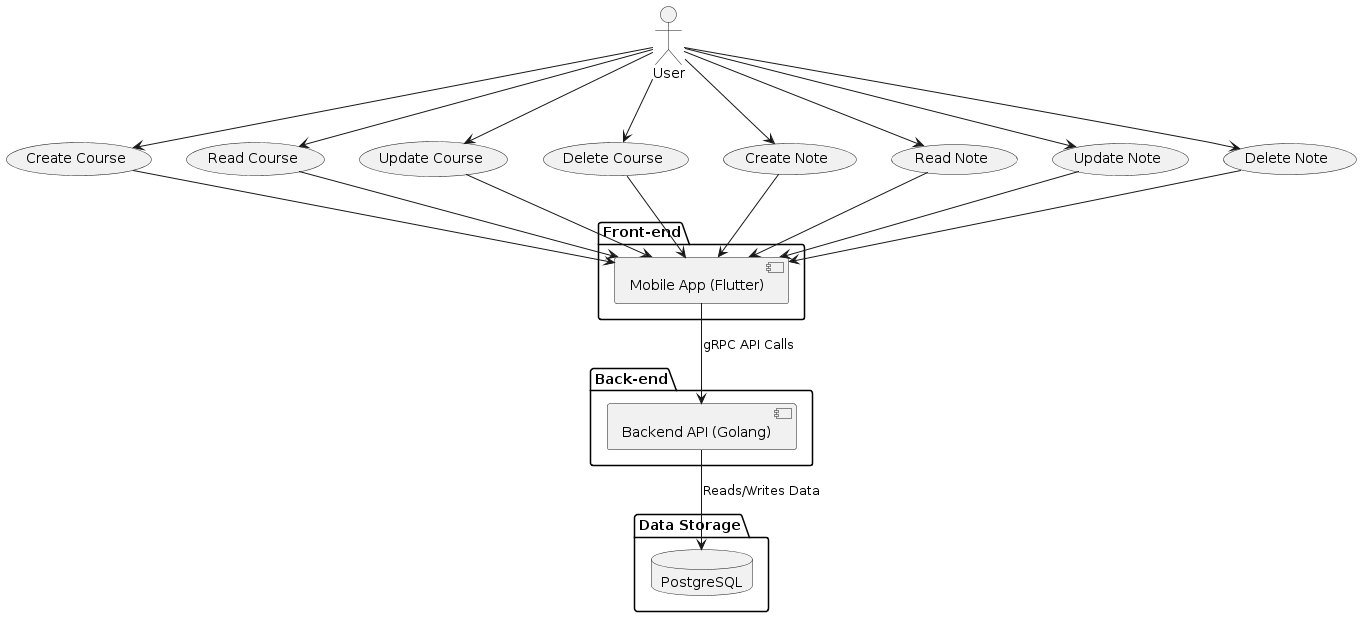 User
Create Course
Read Course
Update Course
Delete Course
Create Note
Read Note
Update Note
Delete Note
Front-end
Mobile App (Flutter)
gRPC API Calls
Back-end
Backend API (Golang)
Reads/Writes Data
Data Storage
PostgreSQL